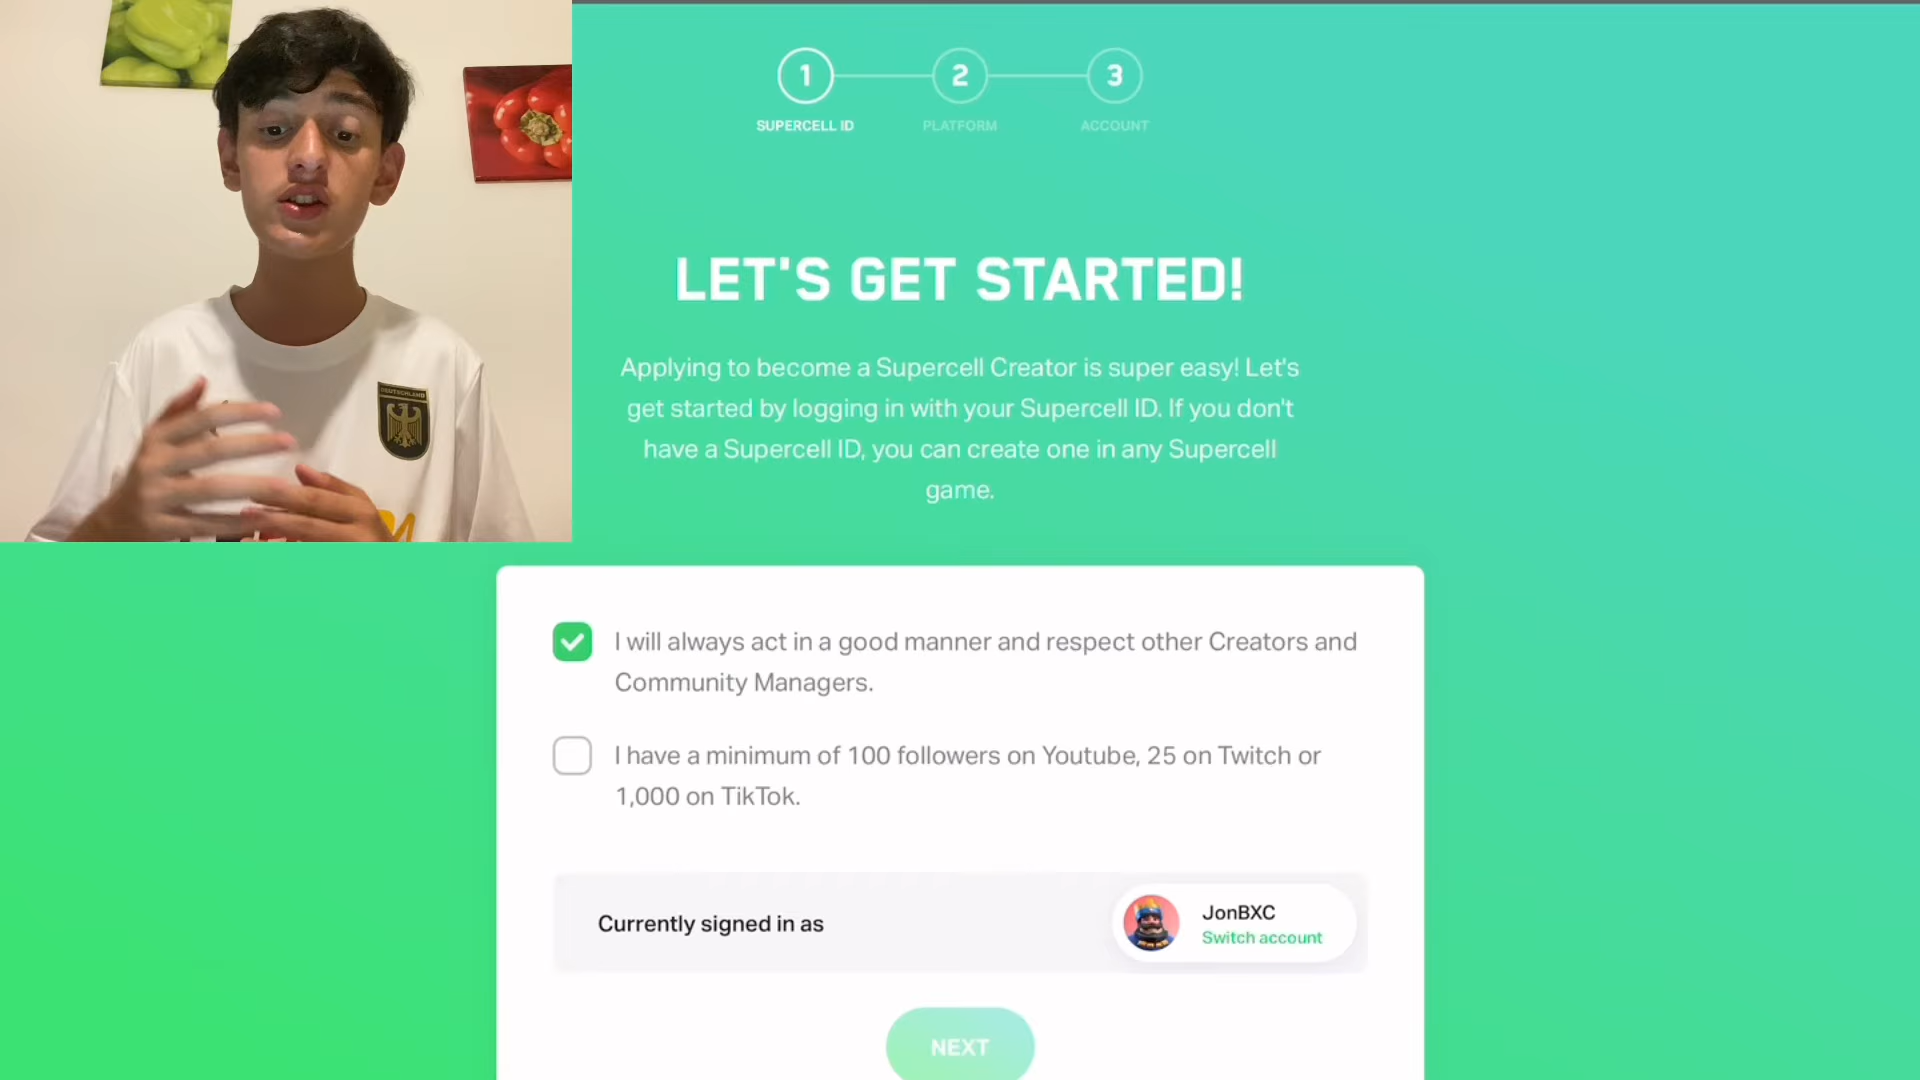 1
2
3
SUPERCELL ID
PLATFORM
ACCOUNT
LET'S GET STARTED!
Applying to become a Supercell Creator is super easy! Let's
get started by logging in with your Supercell ID. If you don't
have a Supercell ID, you can create one in any Supercell
game.
DEUTSCHLAND
I will always act in a good manner and respect other Creators and
Community Managers.
I have a minimum of 100 followers on Youtube, 25 on Twitch or
1,000 on TikTok.
Currently signed in as
JonBXC
Switch account
NEXT